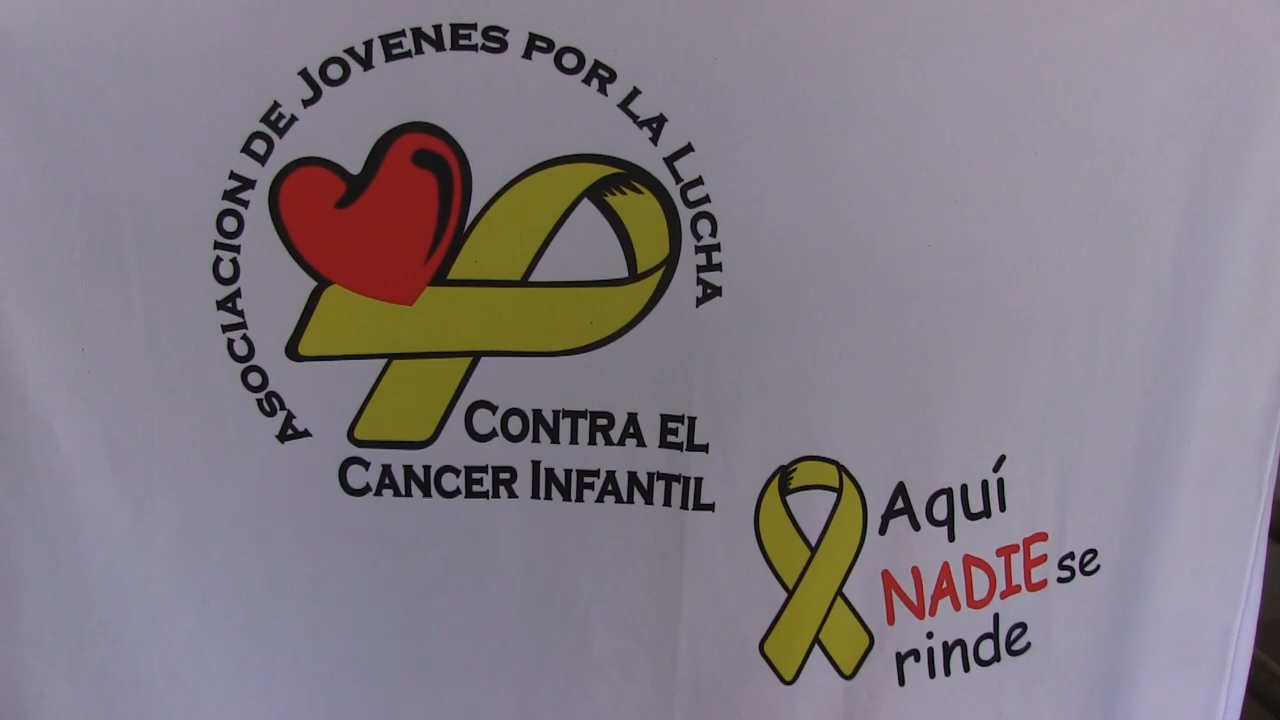 ASOCIACION DE JOVENES POR LA LUCHA
CONTRA EL
CANCER INFANTIL
Aquí
NADIE se
rinde